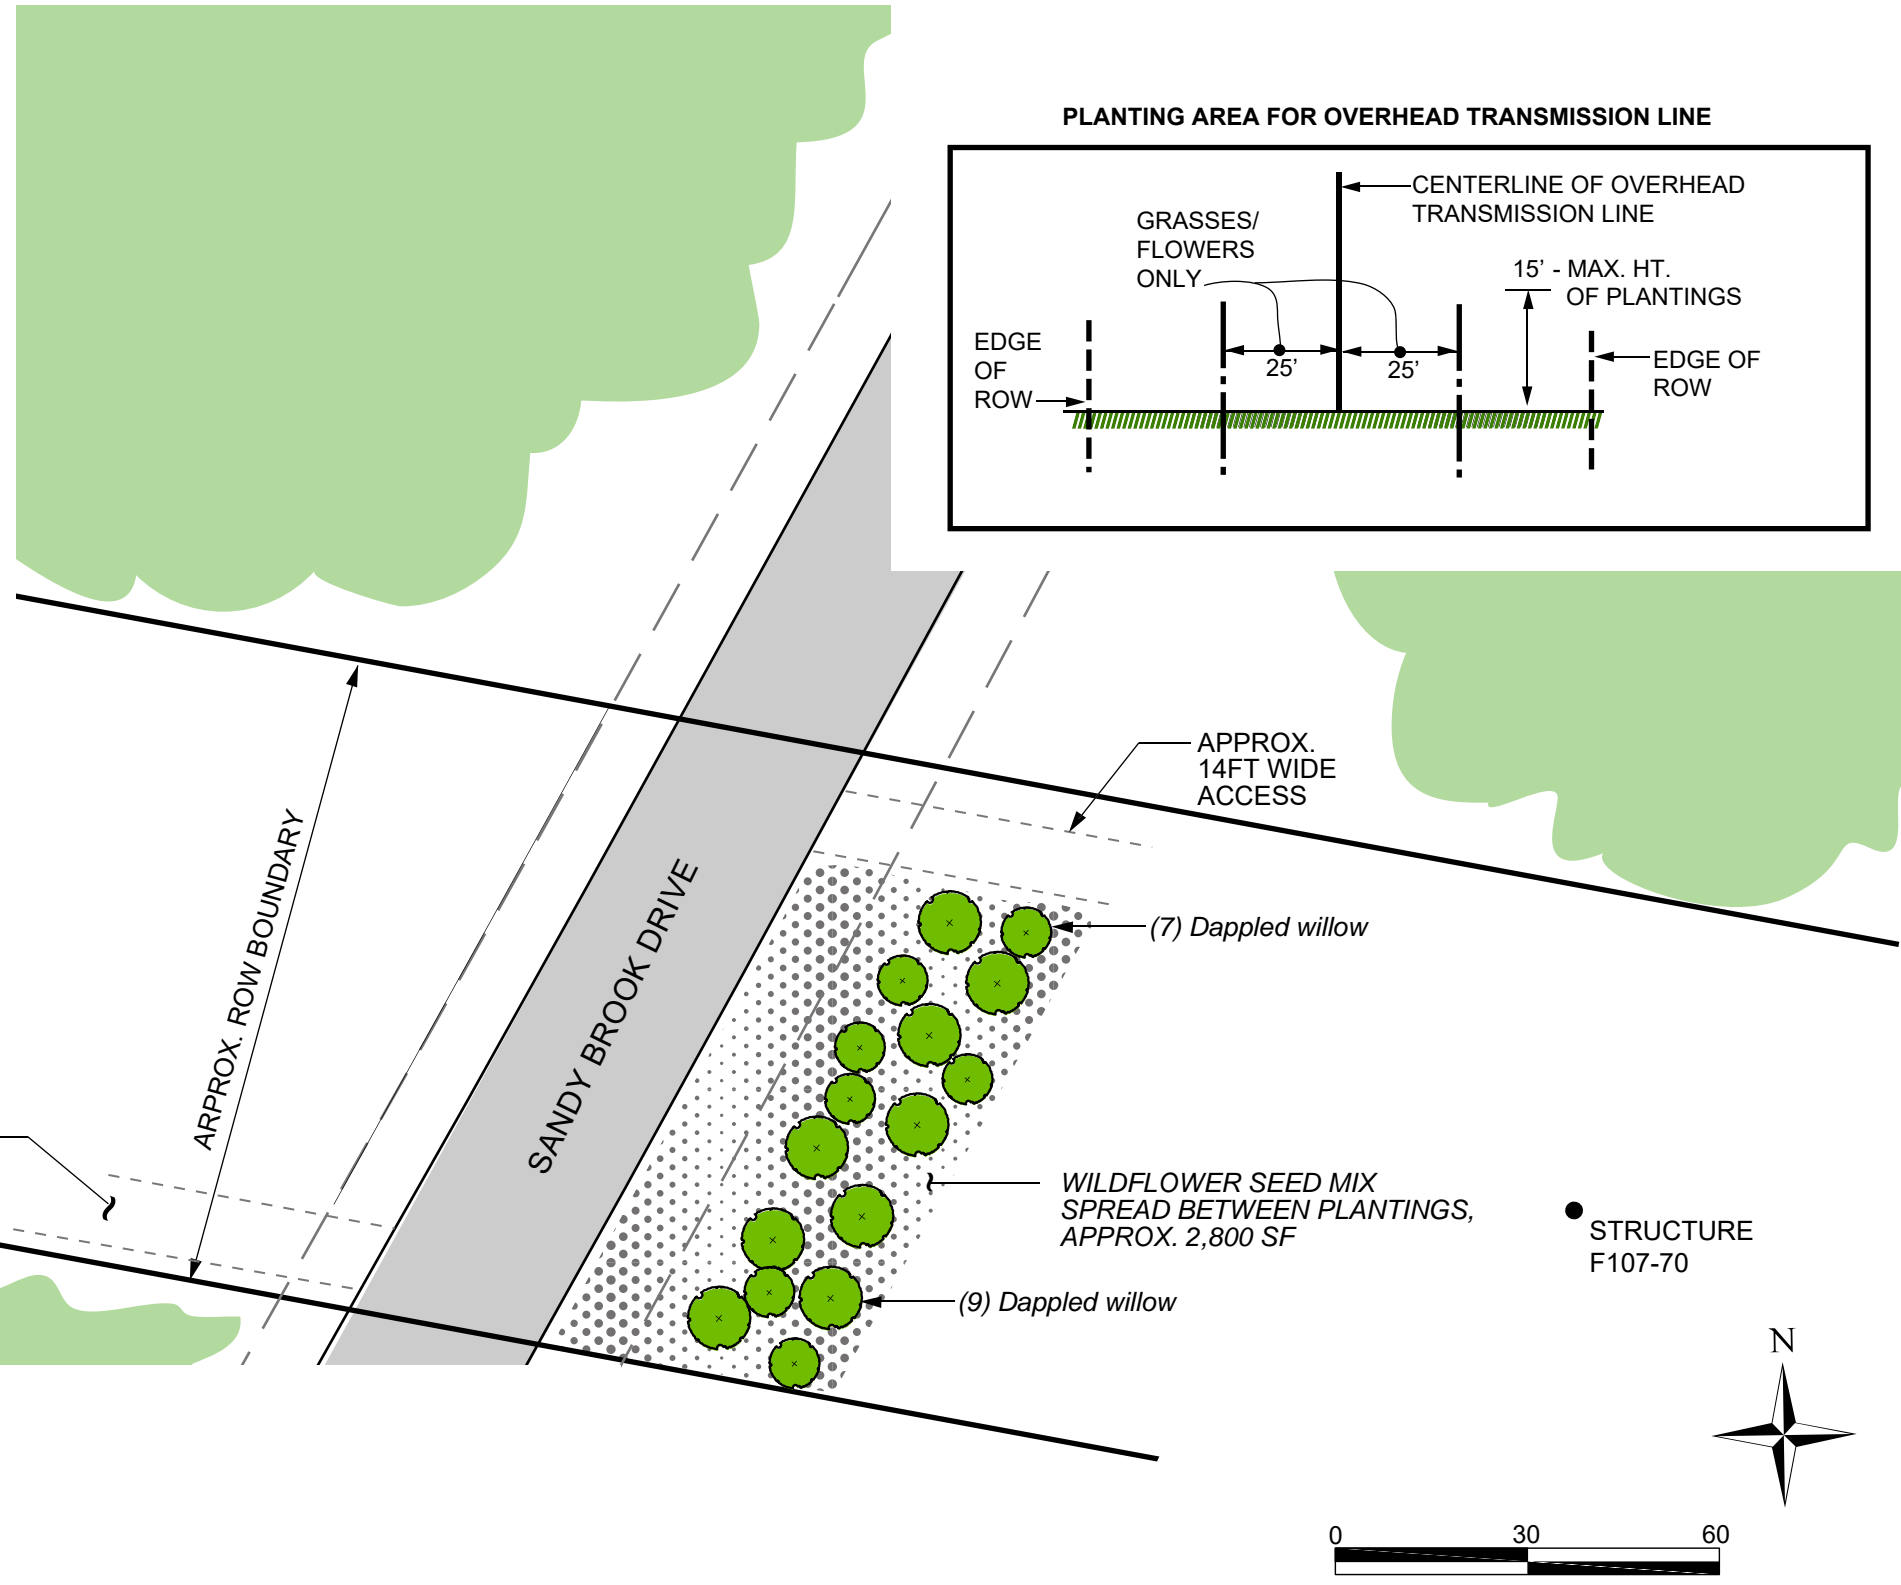 PLANTING AREA FOR OVERHEAD TRANSMISSION LINE
CENTERLINE OF OVERHEAD
TRANSMISSION LINE
GRASSES/
FLOWERS
ONLY
15’ - MAX. HT.
OF PLANTINGS
EDGE
OF
ROW
25’
25’
EDGE OF
ROW
APPROX.
14FT WIDE
ACCESS
ARPROX. ROW BOUNDARY
SANDY BROOK DRIVE
(7) Dappled willow
WILDFLOWER SEED MIX
SPREAD BETWEEN PLANTINGS,
APPROX. 2,800 SF
STRUCTURE
F107-70
(9) Dappled willow
N
0 30 60